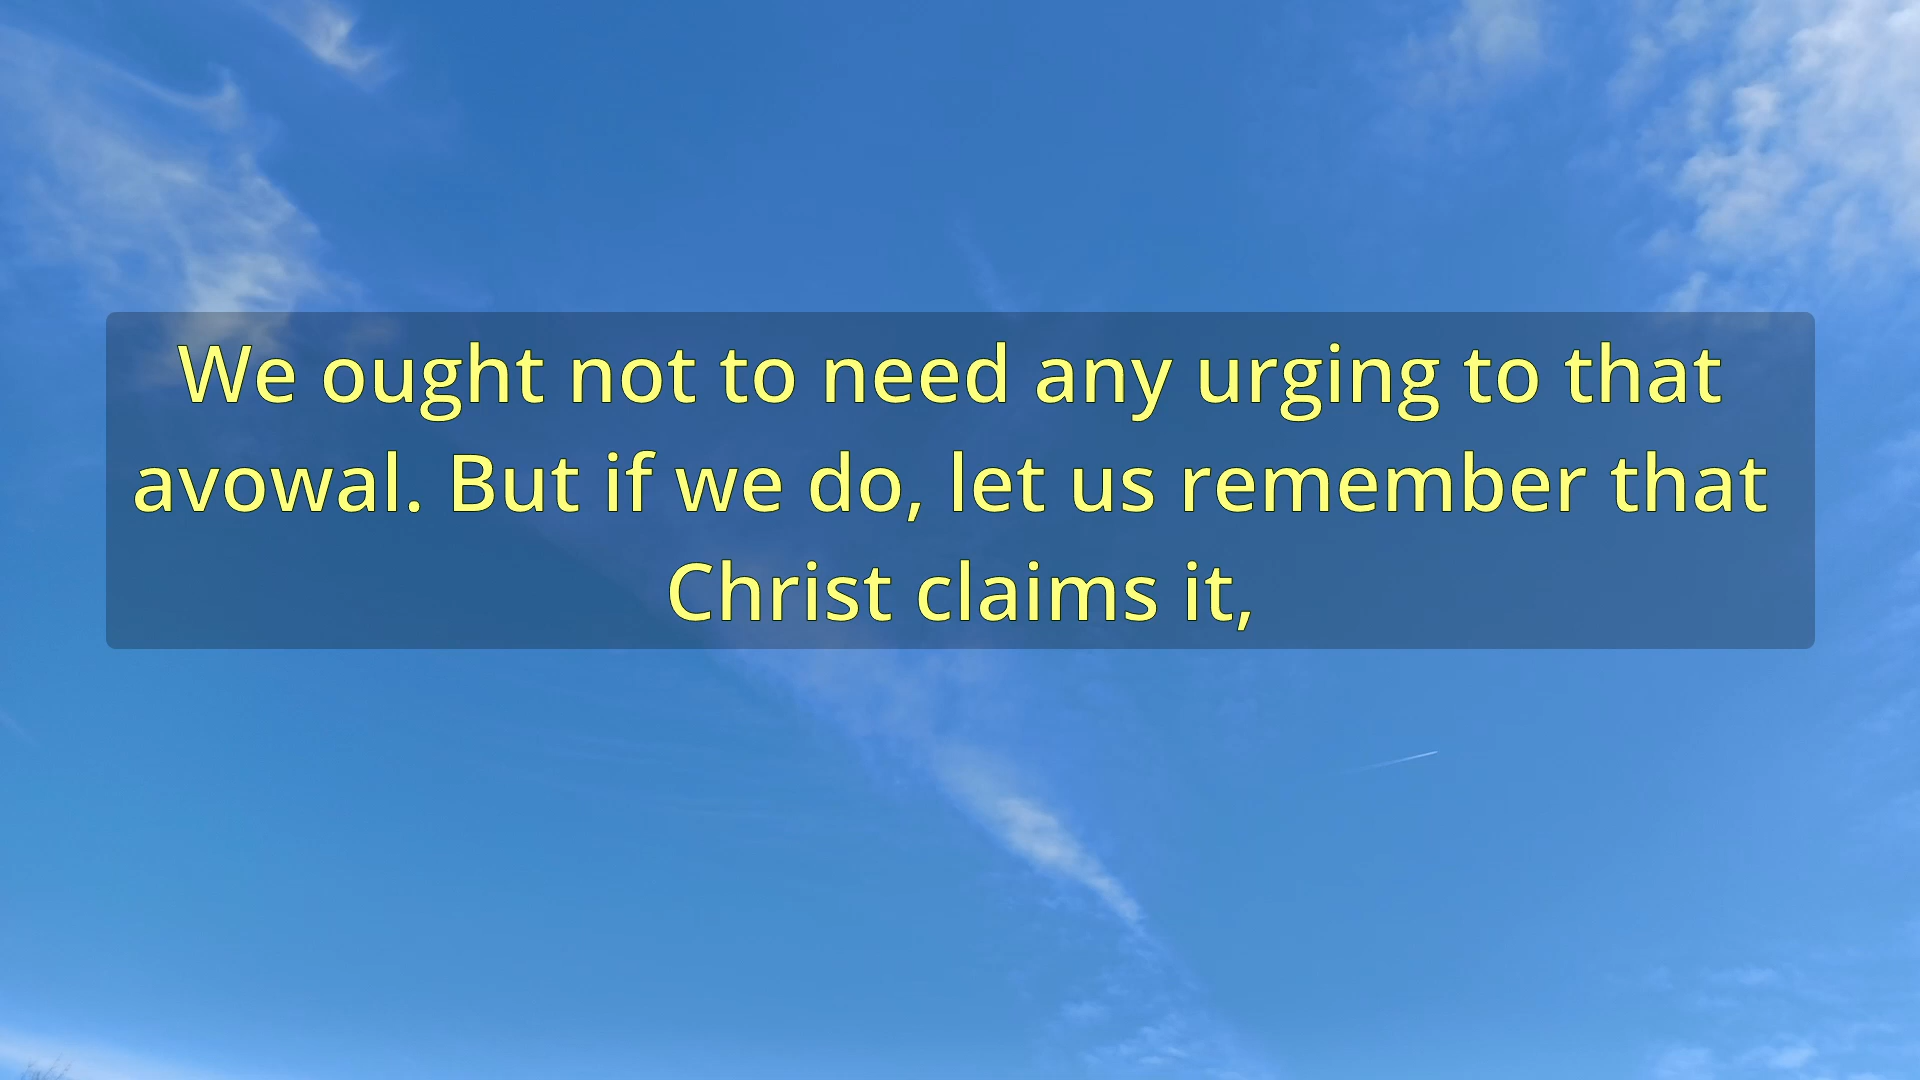 We ought not to need any urging to that
avowal. But if we do, let us remember that
Christ claims it,